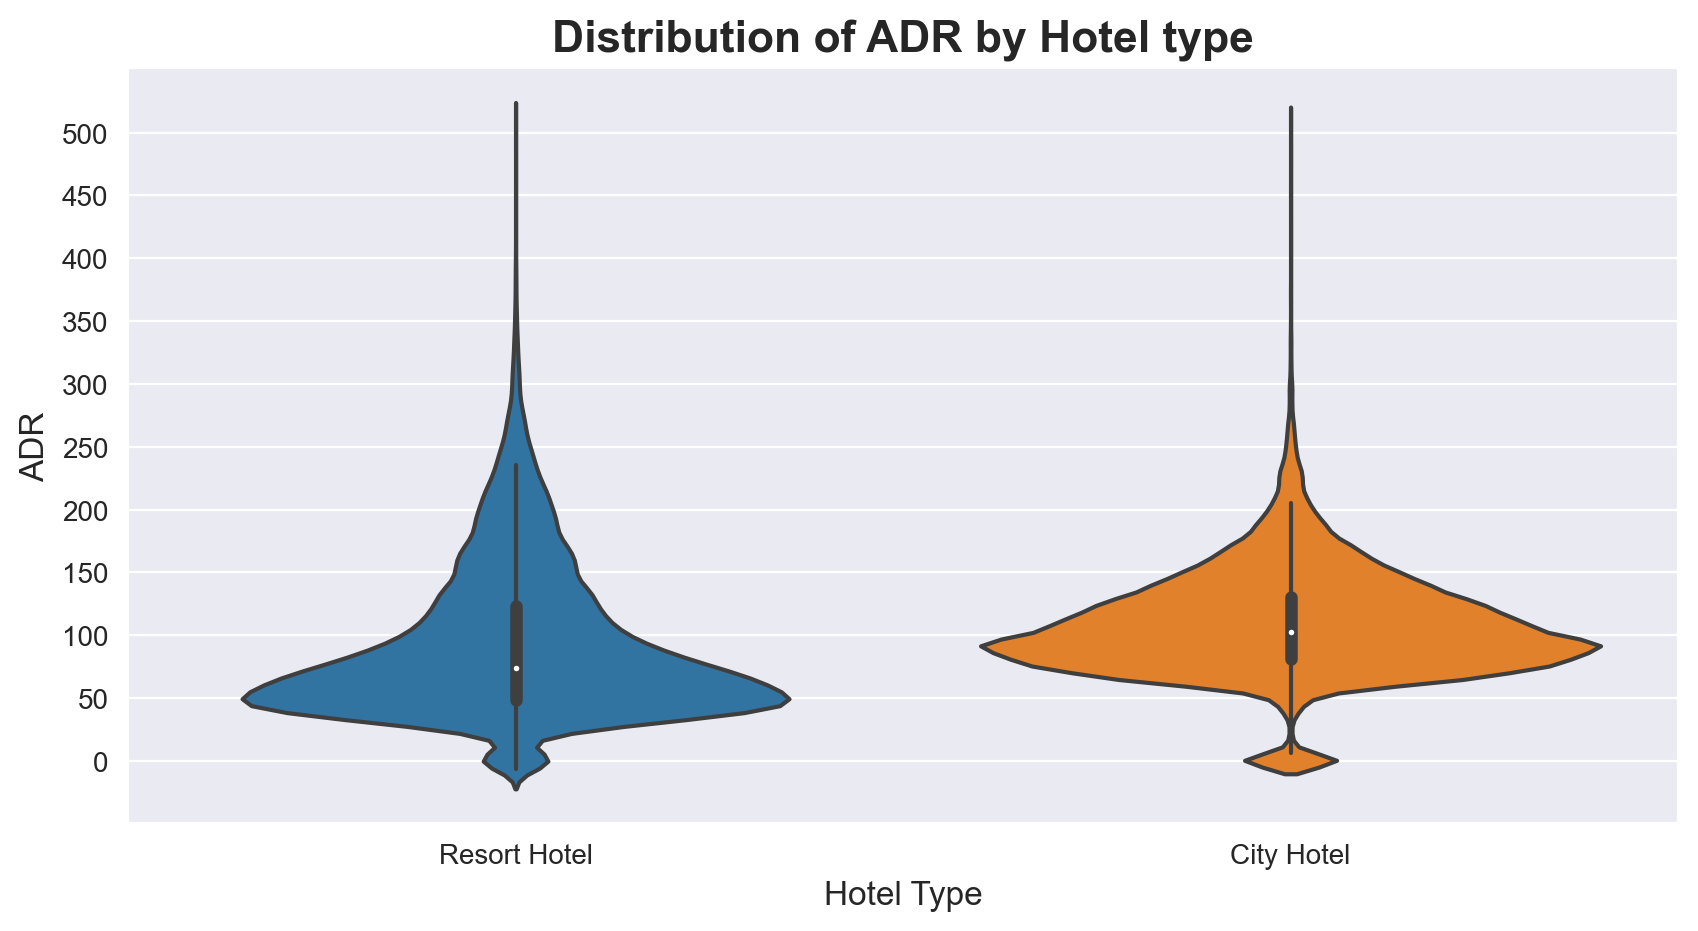 Distribution of ADR by Hotel type
ADR
500
450
400
350
300
250
200
150
100
50
0
Resort Hotel
City Hotel
Hotel Type